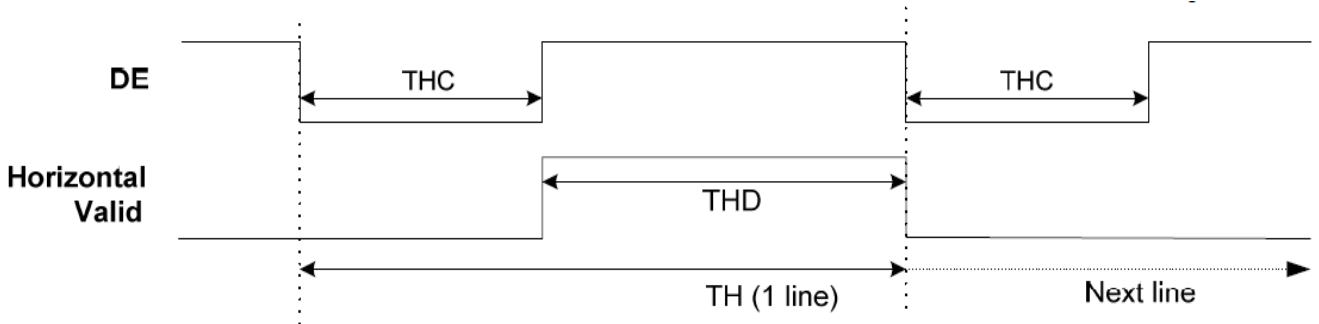 DE
THC
THC
Horizontal
Valid
THD
TH (1 line)
Next line